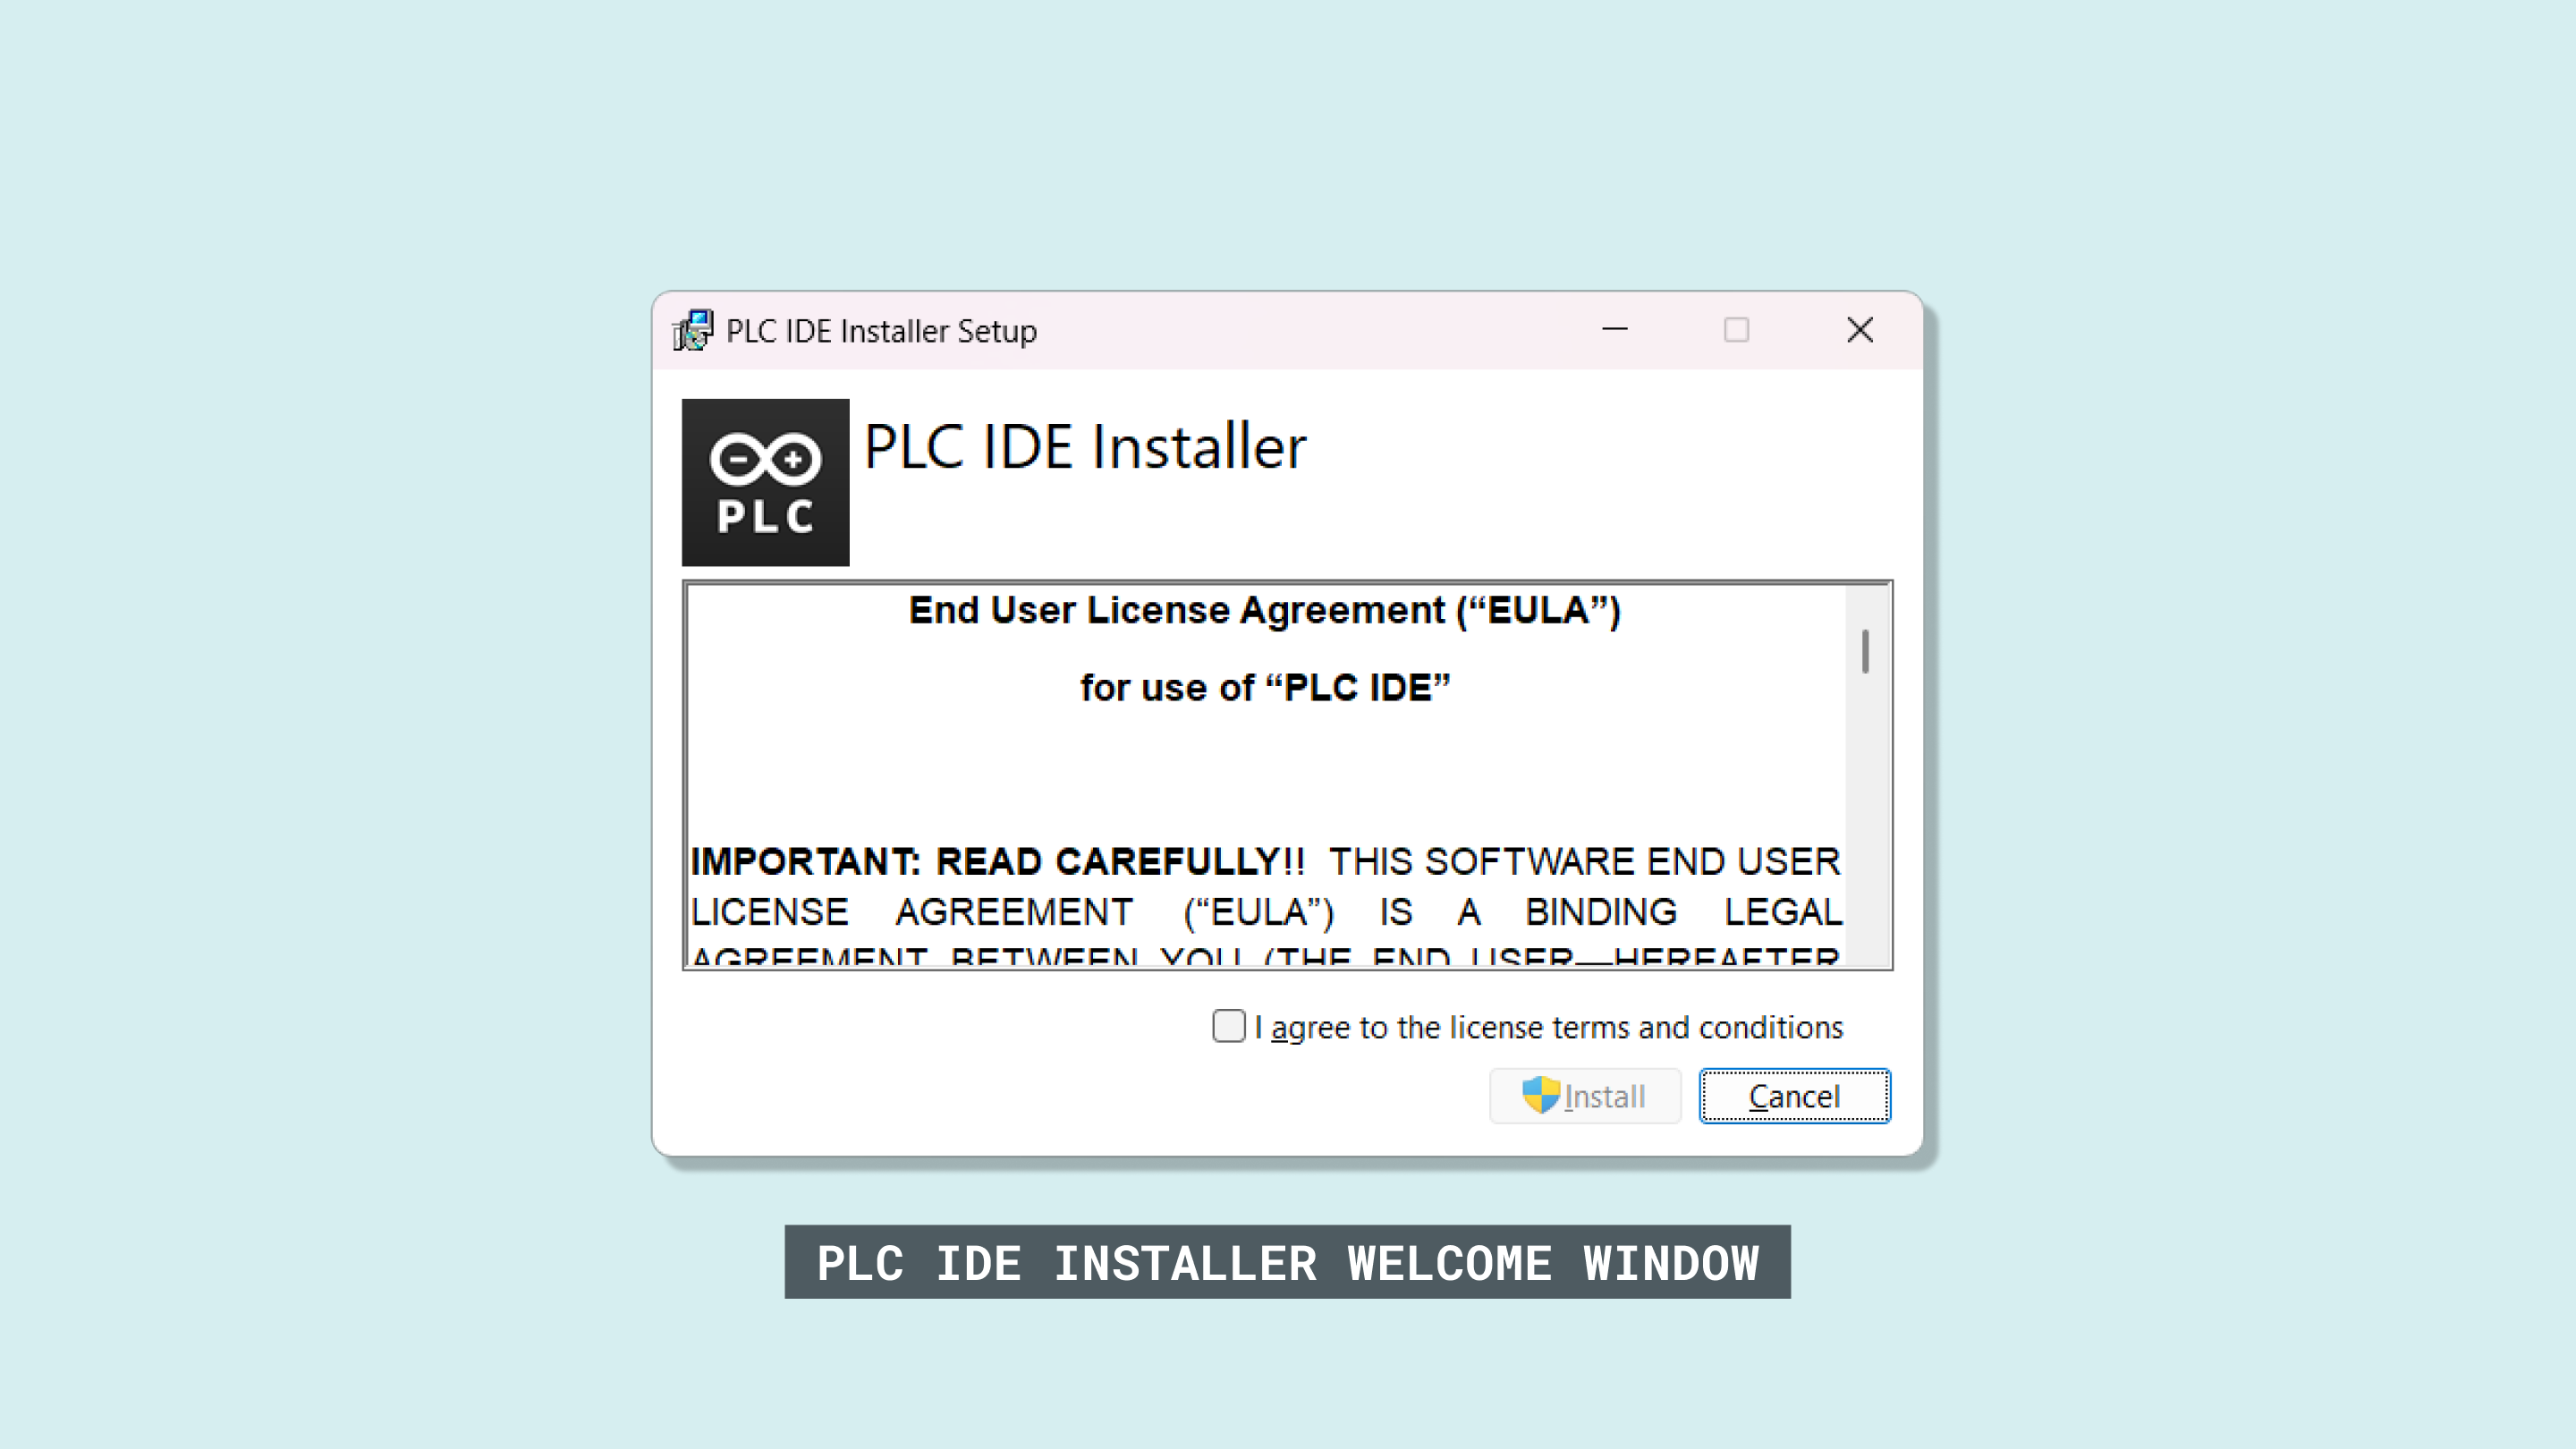 PLC IDE Installer Setup
PLC
PLC IDE Installer
End User License Agreement (“EULA”)
for use of “PLC IDE”
IMPORTANT: READ CAREFULLY!! THIS SOFTWARE END USER
LICENSE AGREEMENT (“EULA”) IS A BINDING LEGAL
AGREEMENT BETWEEN YOU (THE END USER—HEREAFTER
I agree to the license terms and conditions
Install
Cancel
PLC IDE INSTALLER WELCOME WINDOW